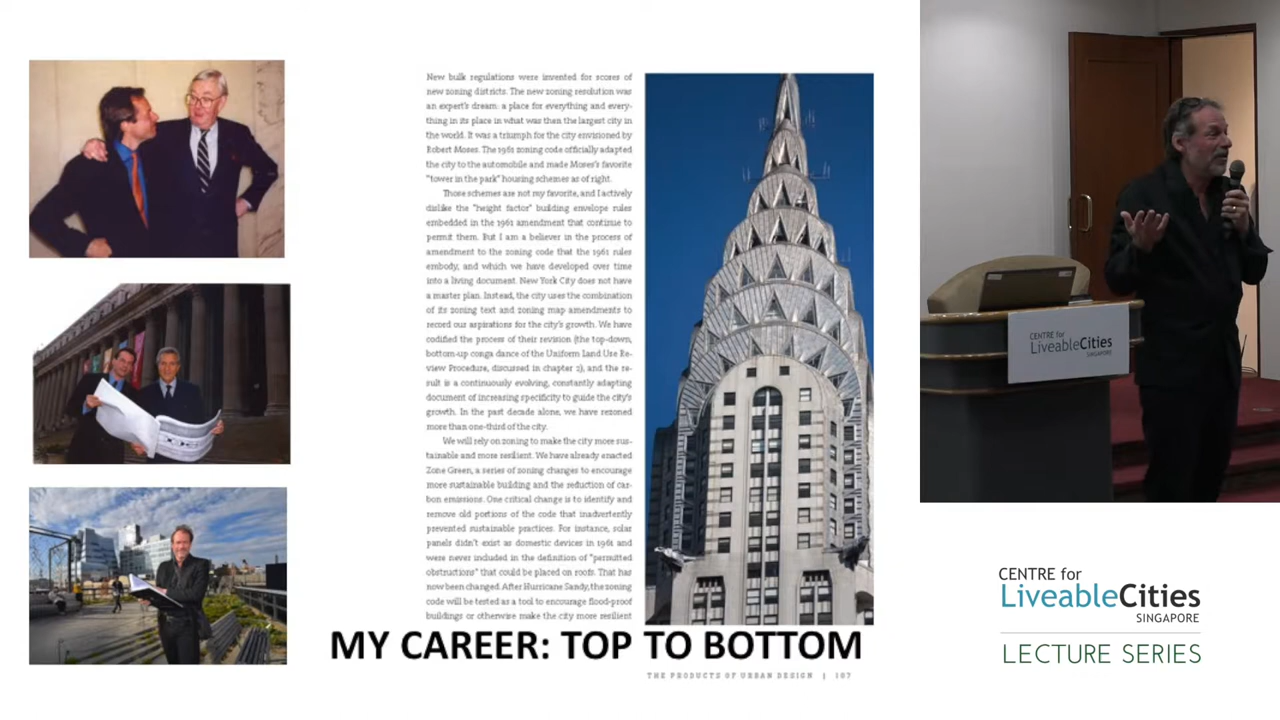 New bulk regulations were invented for scores of
new zoning districts. The new zoning resolution was
an expert's dream: a place for everything and every-
thing in its place in what was then the largest city in
the world. It was a triumph for the city envisioned by
Robert Moses. The 1961 zoning code officially adapted
the city to the automobile and made Moses's favorite
"tower in the park" housing schemes as of right.
Those schemes are not my favorite, and I actively
dislike the "height factor" building envelope rules
embedded in the 1961 amendment that continue to
permit them. But I am a believer in the process of
amendment to the zoning code that the 1961 rules
embody, and which we have developed over time
into a living document. New York City does not have
a master plan. Instead, the city uses the combination
of its zoning text and zoning map amendments to
record our aspirations for the city's growth. We have
codified the process of their revision (the top-down,
bottom-up conga dance of the Uniform Land Use Re-
view Procedure, discussed in chapter 2), and the re-
sult is a continuously evolving, constantly adapting
document of increasing specificity to guide the city's
growth. In the past decade alone, we have rezoned
more than one-third of the city.
We will rely on zoning to make the city more sus-
tainable and more resilient. We have already enacted
Zone Green, a series of zoning changes to encourage
more sustainable building and the reduction of car-
bon emissions. One critical change is to identify and
remove old portions of the code that inadvertently
prevented sustainable practices. For instance, solar
panels didn't exist as domestic devices in 1961 and
were never included in the definition of "permitted
obstructions" that could be placed on roofs. That has
now been changed. After Hurricane Sandy, the zoning
code will be tested as a tool to encourage flood-proof
buildings or otherwise make the city more resilient
MY CAREER: TOP TO BOTTOM
THE PRODUCTS OF URBAN DESIGN | 107
CENTRE for
LiveableCities
SINGAPORE
CENTRE for
LiveableCities
SINGAPORE
LECTURE SERIES